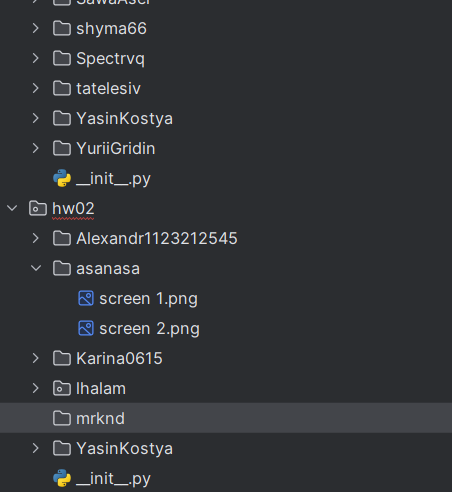 SawaAsei
shyma66
Spectrvq
tatelesiv
YasinKostya
YuriiGridin
__init__.py
hw02
Alexandr1123212545
asanasa
screen 1.png
screen 2.png
Karina0615
lhalam
mrknd
YasinKostya
__init__.py